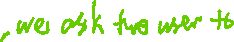 , we ask the user to